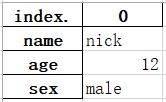 index. 0
name nick
age 12
sex male